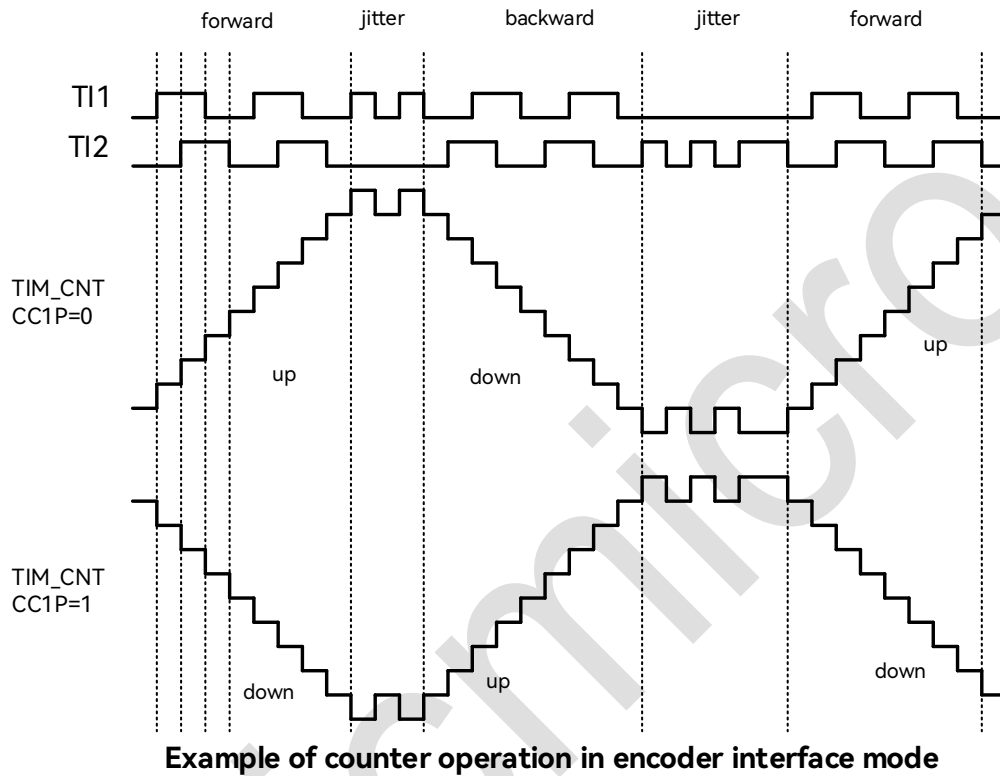 forward jitter backward jitter forward
TI1
TI2
TIM_CNT
CC1P=0
up
down
up
TIM_CNT
CC1P=1
down
up
down
Example of counter operation in encoder interface mode